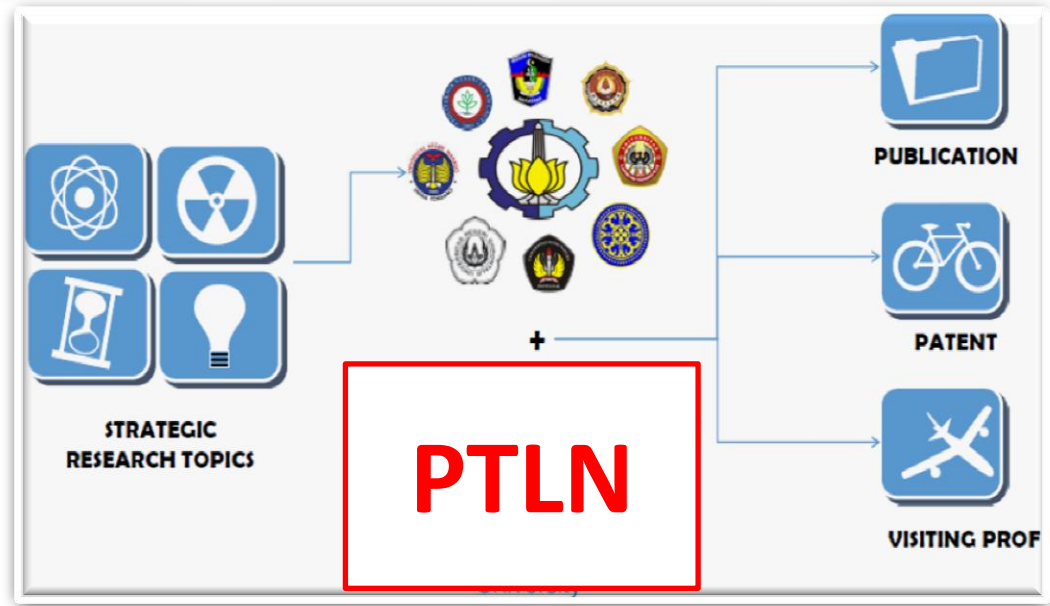 STRATEGIC
RESEARCH TOPICS
+
PTLN
PUBLICATION
PATENT
VISITING PROF